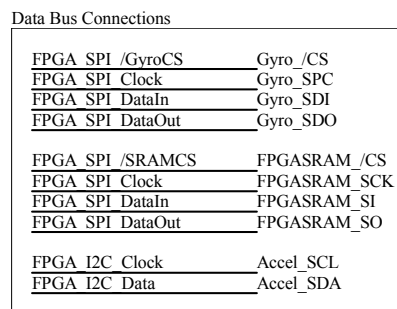 Data Bus Connections
FPGA_SPI_/GyroCS Gyro_/CS
FPGA_SPI_Clock Gyro_SPC
FPGA_SPI_DataIn Gyro_SDI
FPGA_SPI_DataOut Gyro_SDO
FPGA_SPI_/SRAMCS FPGASRAM_/CS
FPGA_SPI_Clock FPGASRAM_SCK
FPGA_SPI_DataIn FPGASRAM_SI
FPGA_SPI_DataOut FPGASRAM_SO
FPGA_I2C_Clock Accel_SCL
FPGA_I2C_Data Accel_SDA